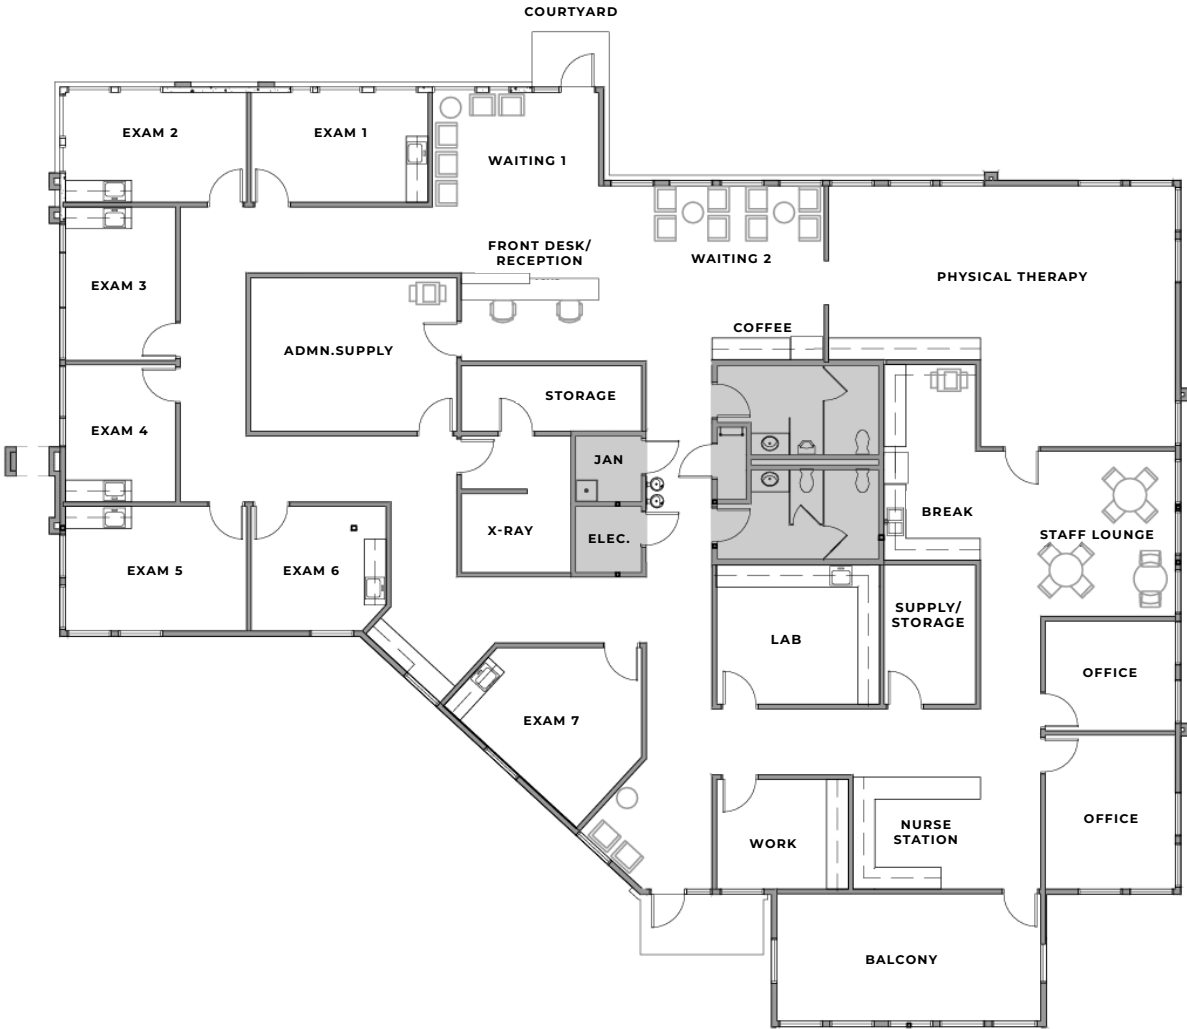 COURTYARD
EXAM 2
EXAM 1
WAITING 1
FRONT DESK/
RECEPTION
WAITING 2
PHYSICAL THERAPY
EXAM 3
COFFEE
ADMN.SUPPLY
STORAGE
EXAM 4
JAN
X-RAY
ELEC.
BREAK
STAFF LOUNGE
EXAM 5
EXAM 6
SUPPLY/
STORAGE
LAB
OFFICE
EXAM 7
OFFICE
NURSE
STATION
WORK
BALCONY